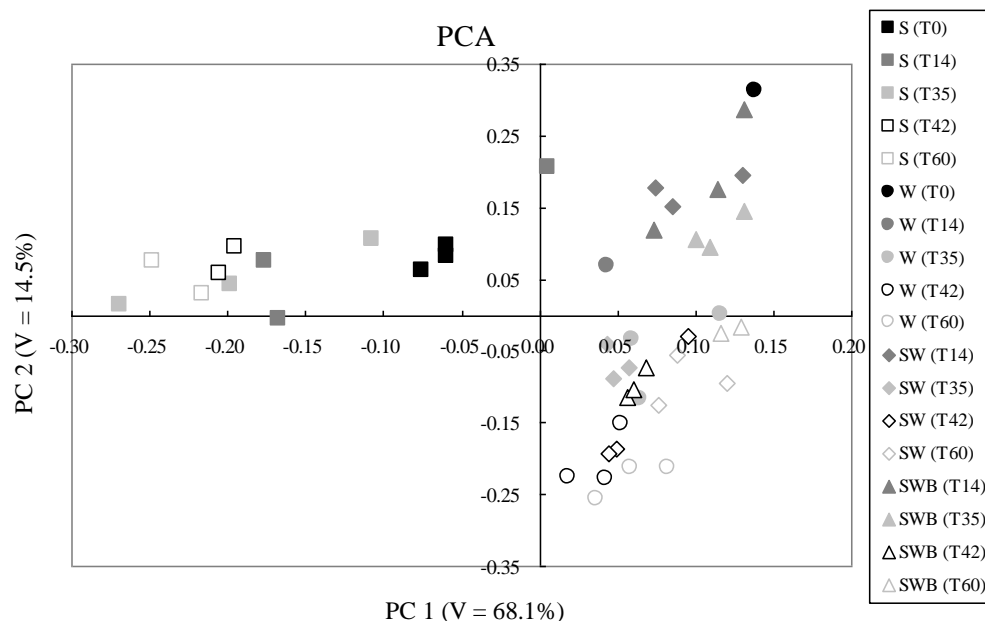 PCA
0.35
0.25
0.15
0.05
-0.05
-0.15
-0.25
-0.35
-0.30
-0.25
-0.20
-0.15
-0.10
-0.05
0.00
0.05
0.10
0.15
0.20
PC 2 (V = 14.5%)
PC 1 (V = 68.1%)
S (T0)
S (T14)
S (T35)
S (T42)
S (T60)
W (T0)
W (T14)
W (T35)
W (T42)
W (T60)
SW (T14)
SW (T35)
SW (T42)
SW (T60)
SWB (T14)
SWB (T35)
SWB (T42)
SWB (T60)